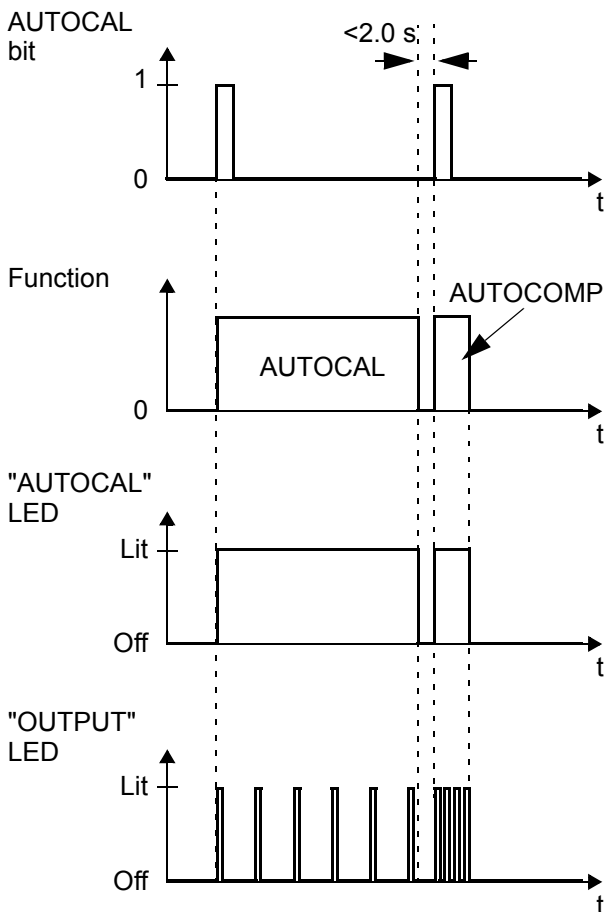 AUTOCAL
bit
<2.0 s
1
0
t
Function
AUTOCOMP
AUTOCAL
0
t
"AUTOCAL"
LED
Lit
Off
t
"OUTPUT"
LED
Lit
Off
t